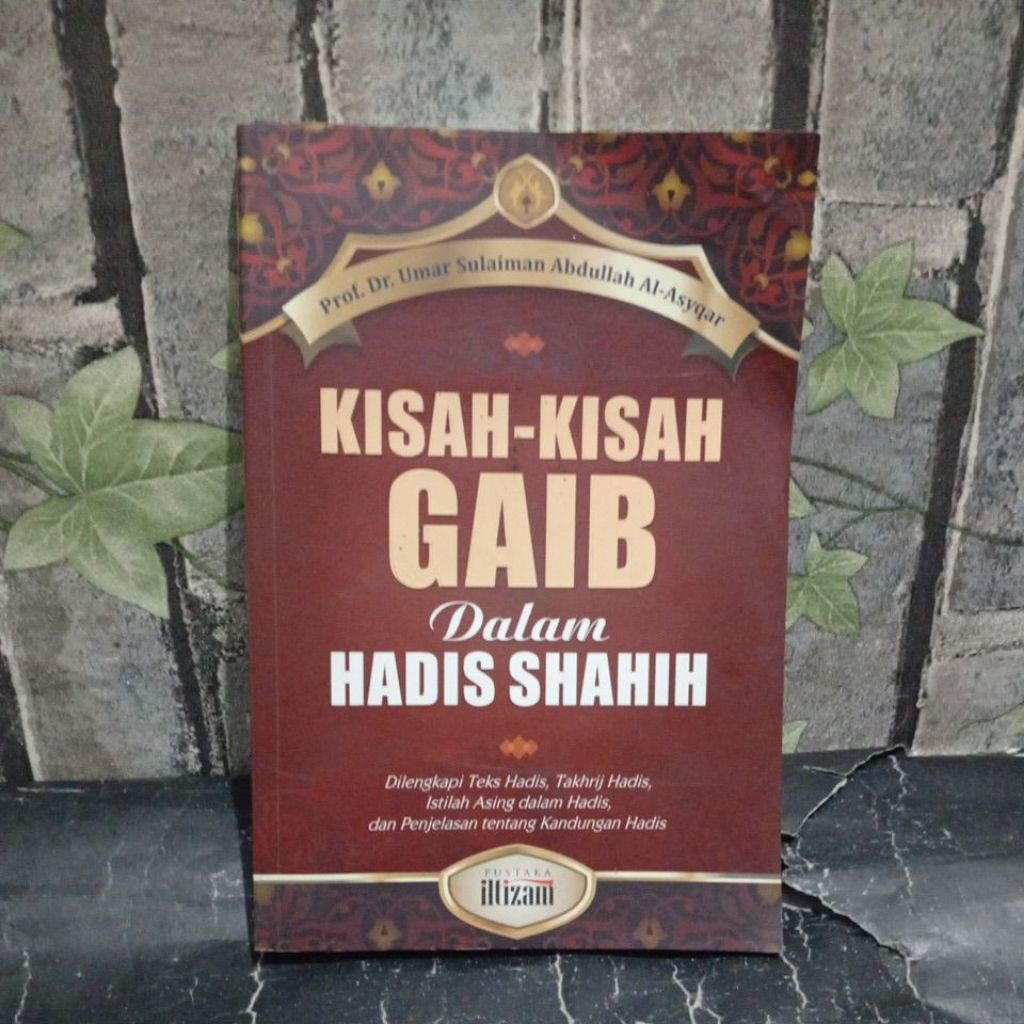 Prof. Dr. Umar Sulaiman Abdullah Al-Asyqar
KISAH-KISAH
GAIB
Dalam
HADIS SHAHIH
Dilengkapi Teks Hadis, Takhrij Hadis,
Istilah Asing dalam Hadis,
dan Penjelasan tentang Kandungan Hadis
PUSTAKA
iltizam